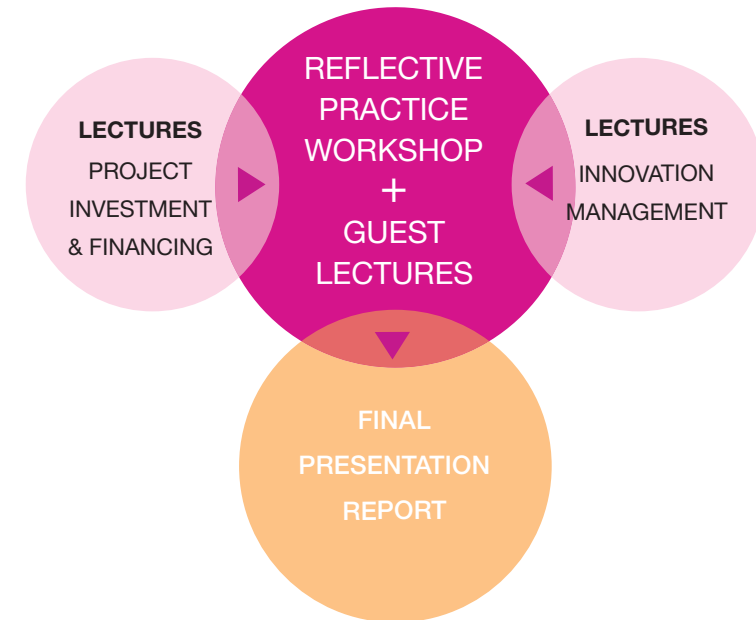 LECTURES
PROJECT
INVESTMENT
& FINANCING
REFLECTIVE
PRACTICE
WORKSHOP
+
GUEST
LECTURES
LECTURES
INNOVATION
MANAGEMENT
FINAL
PRESENTATION
REPORT